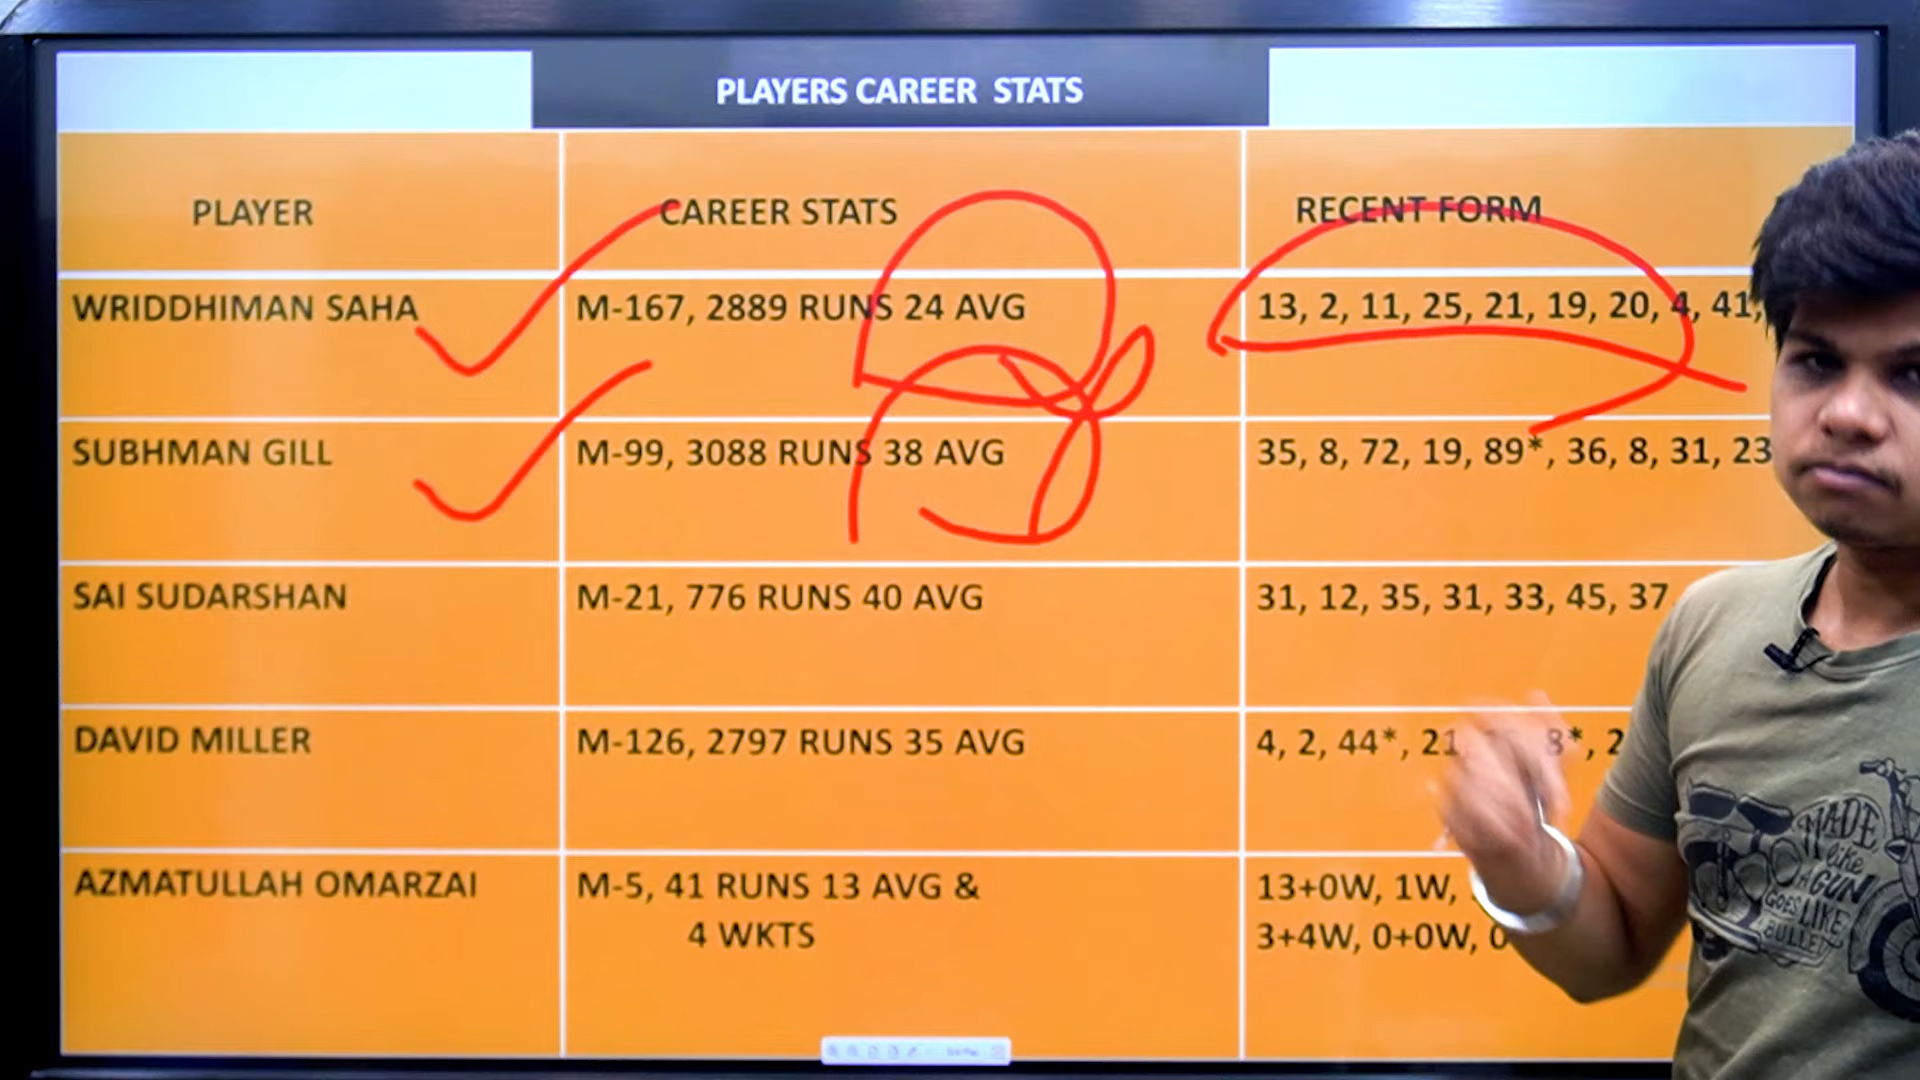 PLAYERS CAREER STATS
PLAYER CAREER STATS RECENT FORM
WRIDDHIMAN SAHA M-167, 2889 RUNS 24 AVG 13, 2, 11, 25, 21, 19, 20, 4, 41,
SUBHMAN GILL M-99, 3088 RUNS 38 AVG 35, 8, 72, 19, 89*, 36, 8, 31, 23
SAI SUDARSHAN M-21, 776 RUNS 40 AVG 31, 12, 35, 31, 33, 45, 37
DAVID MILLER M-126, 2797 RUNS 35 AVG 4, 2, 44*, 21, 8*, 2
AZMATULLAH OMARZAI M-5, 41 RUNS 13 AVG & 13+0W, 1W,
4 WKTS 3+4W, 0+0W, 0
MADE
like
A GUN
GOES LIKE
BULLET